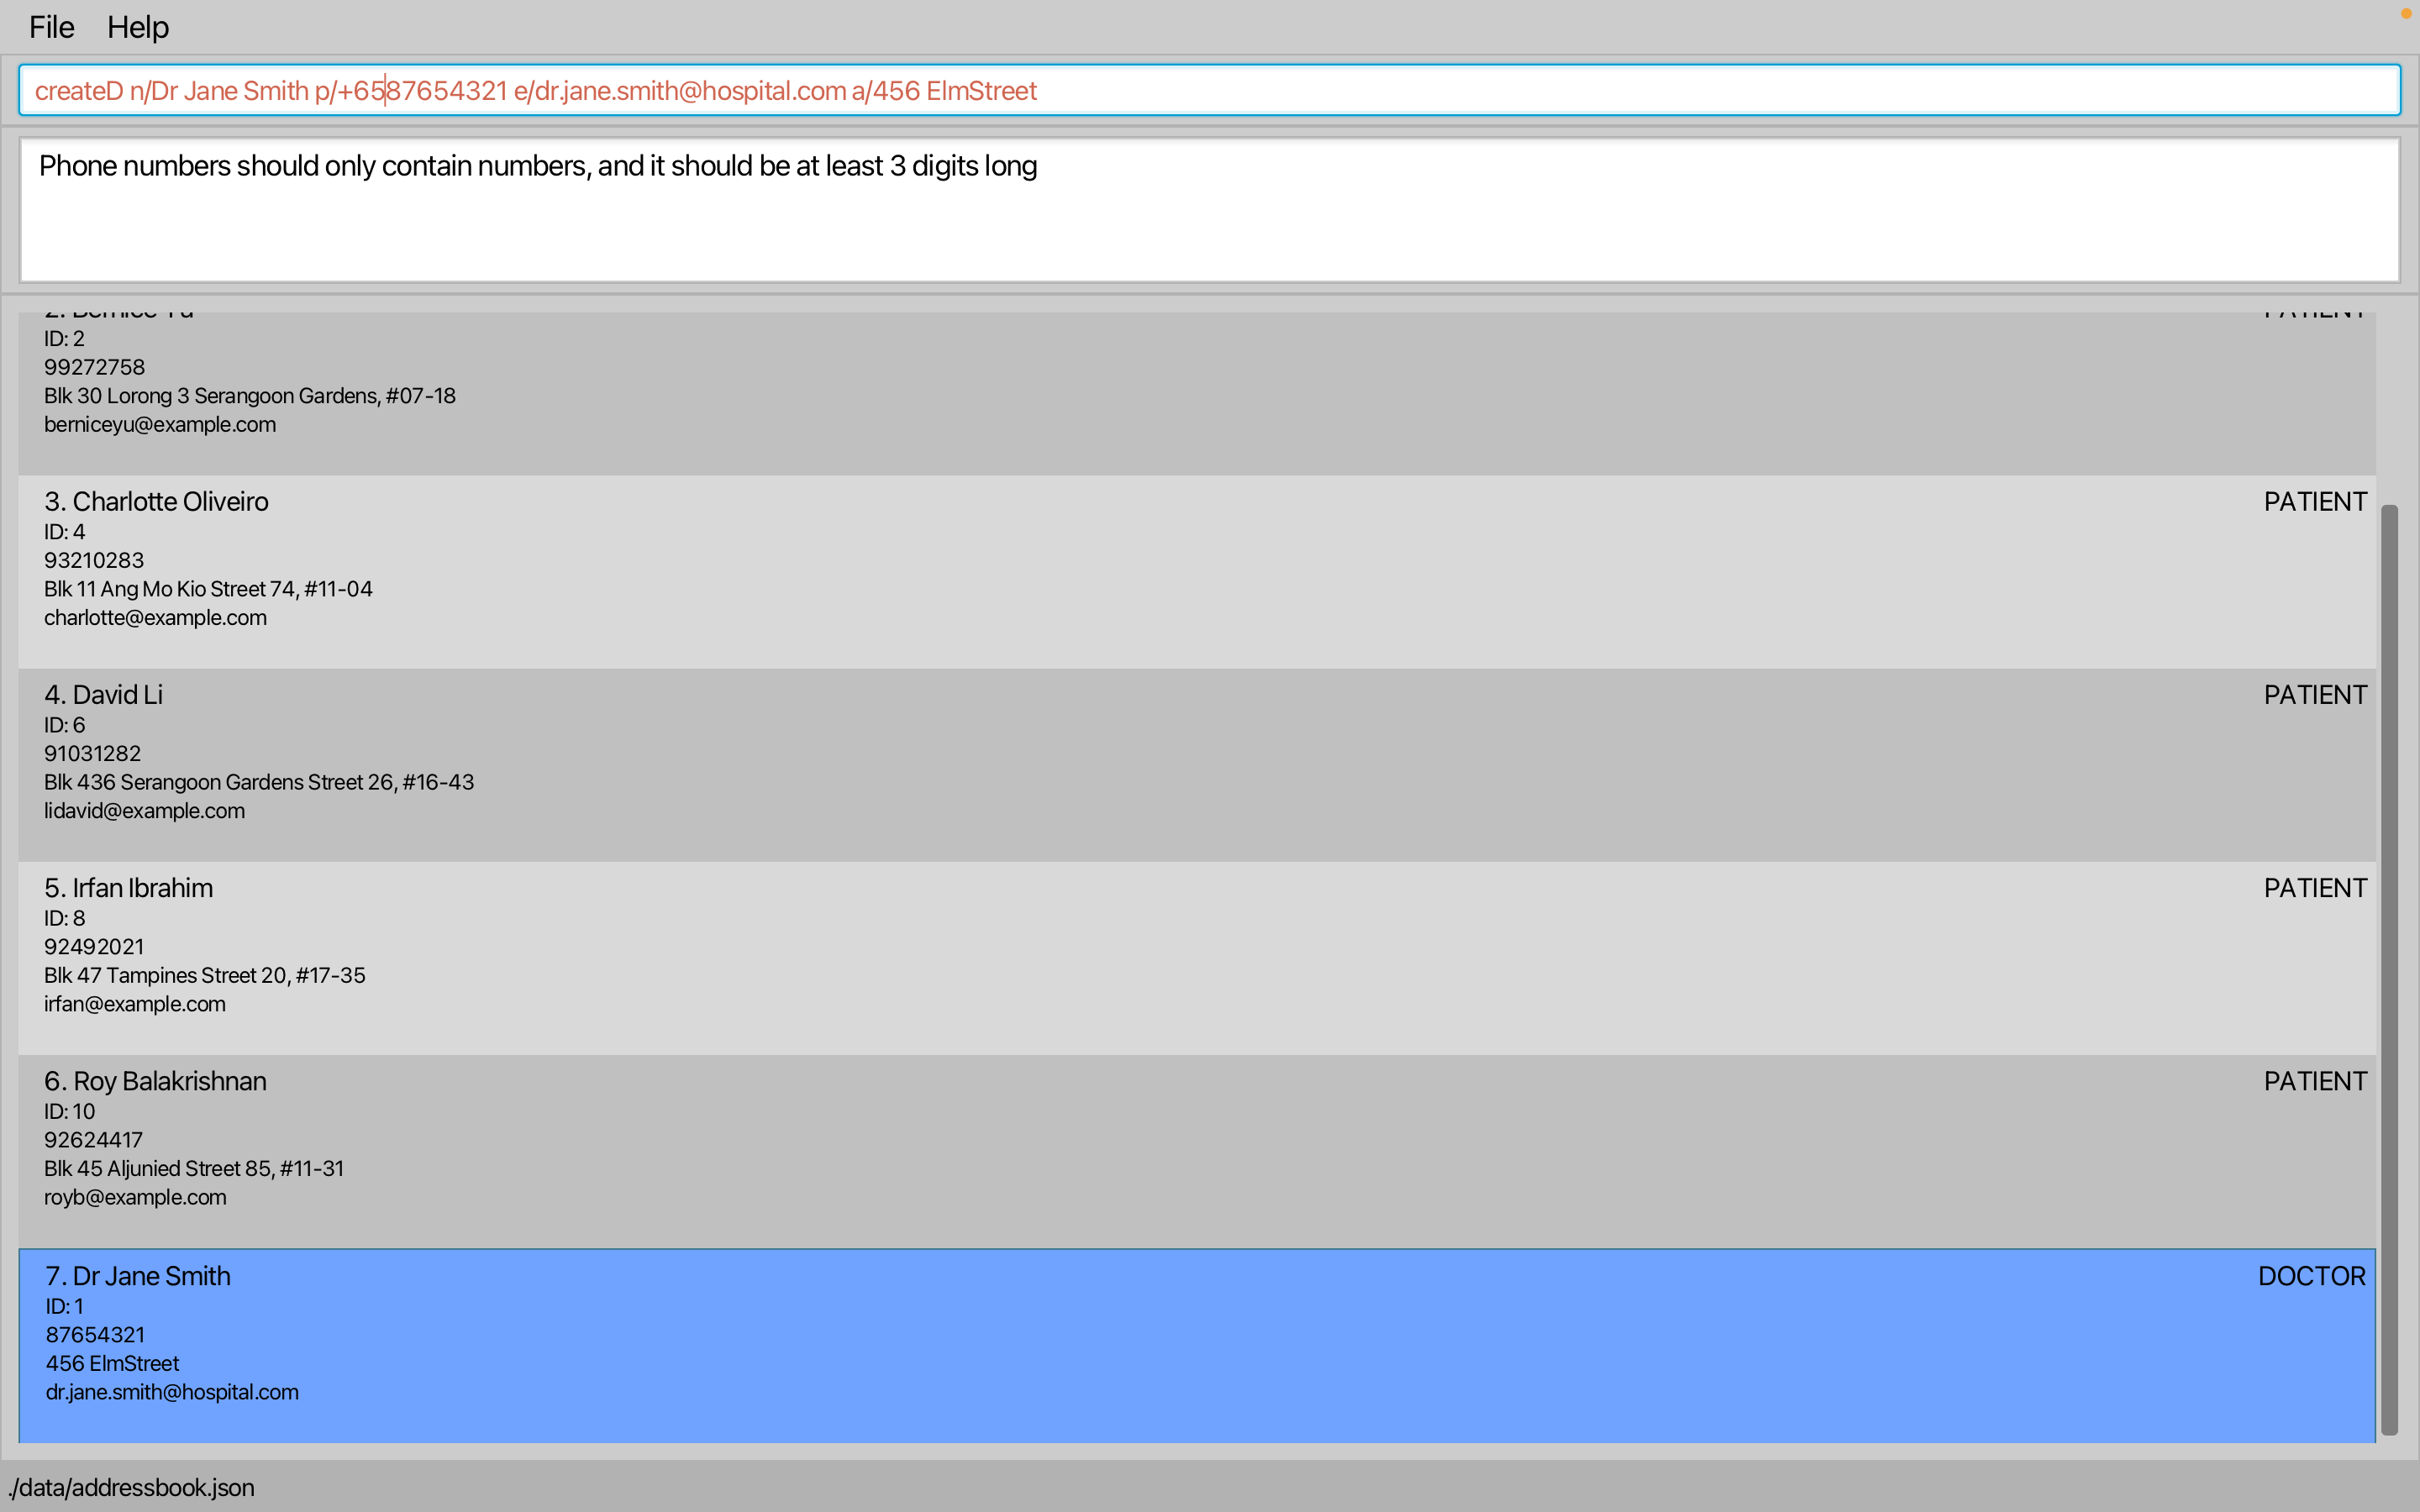 File Help
createD n/Dr Jane Smith p/+6587654321 e/dr.jane.smith@hospital.com a/456 ElmStreet
Phone numbers should only contain numbers, and it should be at least 3 digits long
2. Bernice Yu PATIENT
ID: 2
99272758
Blk 30 Lorong 3 Serangoon Gardens, #07-18
berniceyu@example.com
3. Charlotte Oliveiro PATIENT
ID: 4
93210283
Blk 11 Ang Mo Kio Street 74, #11-04
charlotte@example.com
4. David Li PATIENT
ID: 6
91031282
Blk 436 Serangoon Gardens Street 26, #16-43
lidavid@example.com
5. Irfan Ibrahim PATIENT
ID: 8
92492021
Blk 47 Tampines Street 20, #17-35
irfan@example.com
6. Roy Balakrishnan PATIENT
ID: 10
92624417
Blk 45 Aljunied Street 85, #11-31
royb@example.com
7. Dr Jane Smith DOCTOR
ID: 1
87654321
456 ElmStreet
dr.jane.smith@hospital.com
./data/addressbook.json